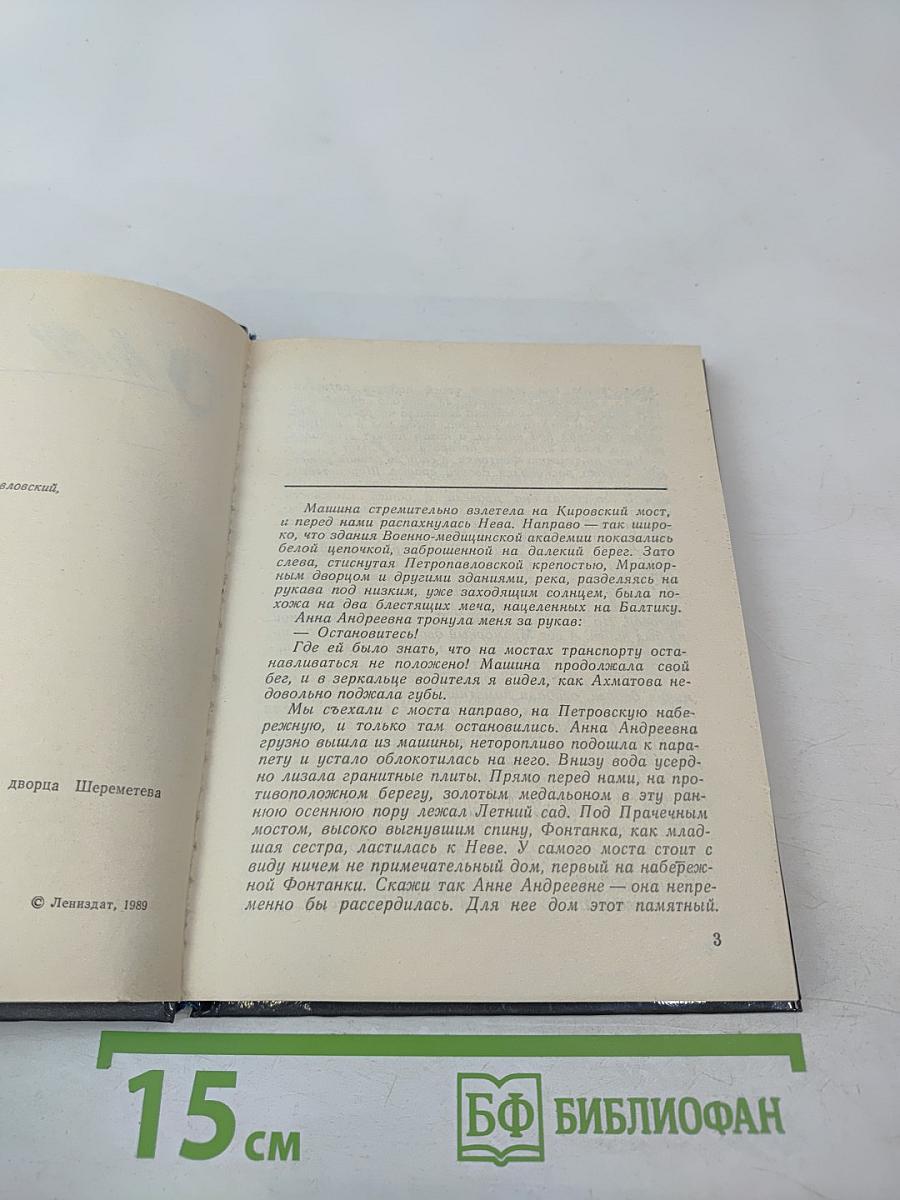 вловский,
дворца Шереметева
© Лениздат, 1989
Машина стремительно взлетела на Кировский мост,
и перед нами распахнулась Нева. Направо — так широ-
ко, что здания Военно-медицинской академии показались
белой цепочкой, заброшенной на далекий берег. Зато
слева, стиснутая Петропавловской крепостью, Мрамор-
ным дворцом и другими зданиями, река, разделяясь на
рукава под низким, уже заходящим солнцем, была по-
хожа на два блестящих меча, нацеленных на Балтику.
Анна Андреевна тронула меня за рукав:
— Остановитесь!
Где ей было знать, что на мостах транспорту оста-
навливаться не положено! Машина продолжала свой
бег, и в зеркальце водителя я видел, как Ахматова не-
довольно поджала губы.
Мы съехали с моста направо, на Петровскую набе-
режную, и только там остановились. Анна Андреевна
грузно вышла из машины, неторопливо подошла к пара-
пету и устало облокотилась на него. Внизу вода усерд-
но лизала гранитные плиты. Прямо перед нами, на про-
тивоположном берегу, золотым медальоном в эту ран-
нюю осеннюю пору лежал Летний сад. Под Прачечным
мостом, высоко выгнувшим спину, Фонтанка, как млад-
шая сестра, ластилась к Неве. У самого моста стоит с
виду ничем не примечательный дом, первый на набереж-
ной Фонтанки. Скажи так Анне Андреевне — она непре-
менно бы рассердилась. Для нее дом этот памятный.
3
15 см
БФ БИБЛИОФАН